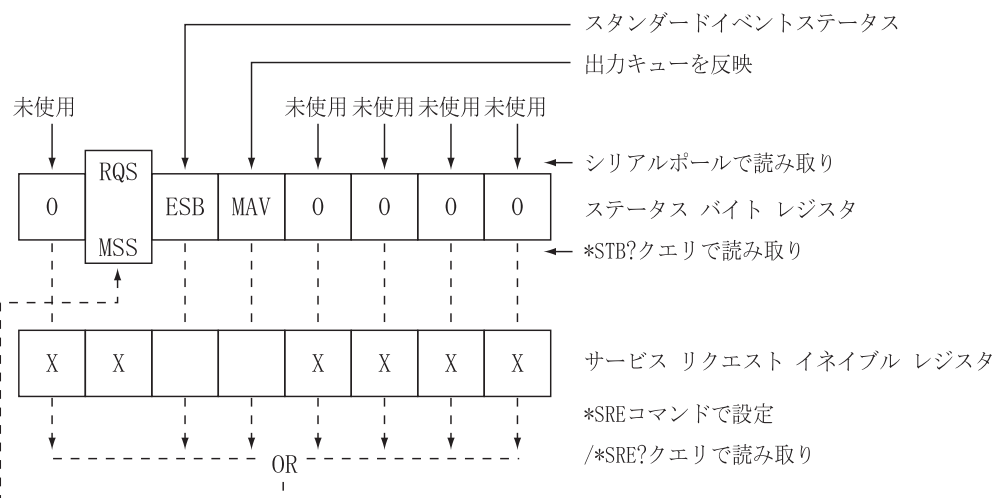 スタンダードイベントステータス
出力キューを反映
未使用 未使用 未使用 未使用 未使用
シリアルポールで読み取り
RQS
0 ESB MAV 0 0 0 0
ステータス バイト レジスタ
MSS
*STB?クエリで読み取り
X X X X X X
サービス リクエスト イネイブル レジスタ
*SREコマンドで設定
/*SRE?クエリで読み取り
OR